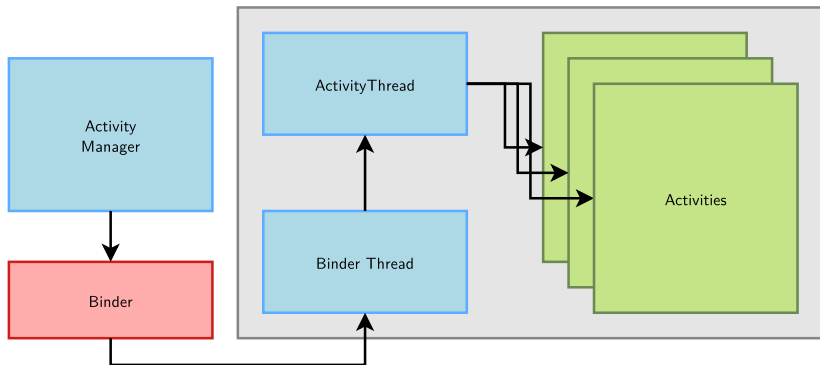 Activity
Manager
Binder
ActivityThread
Binder Thread
Activities